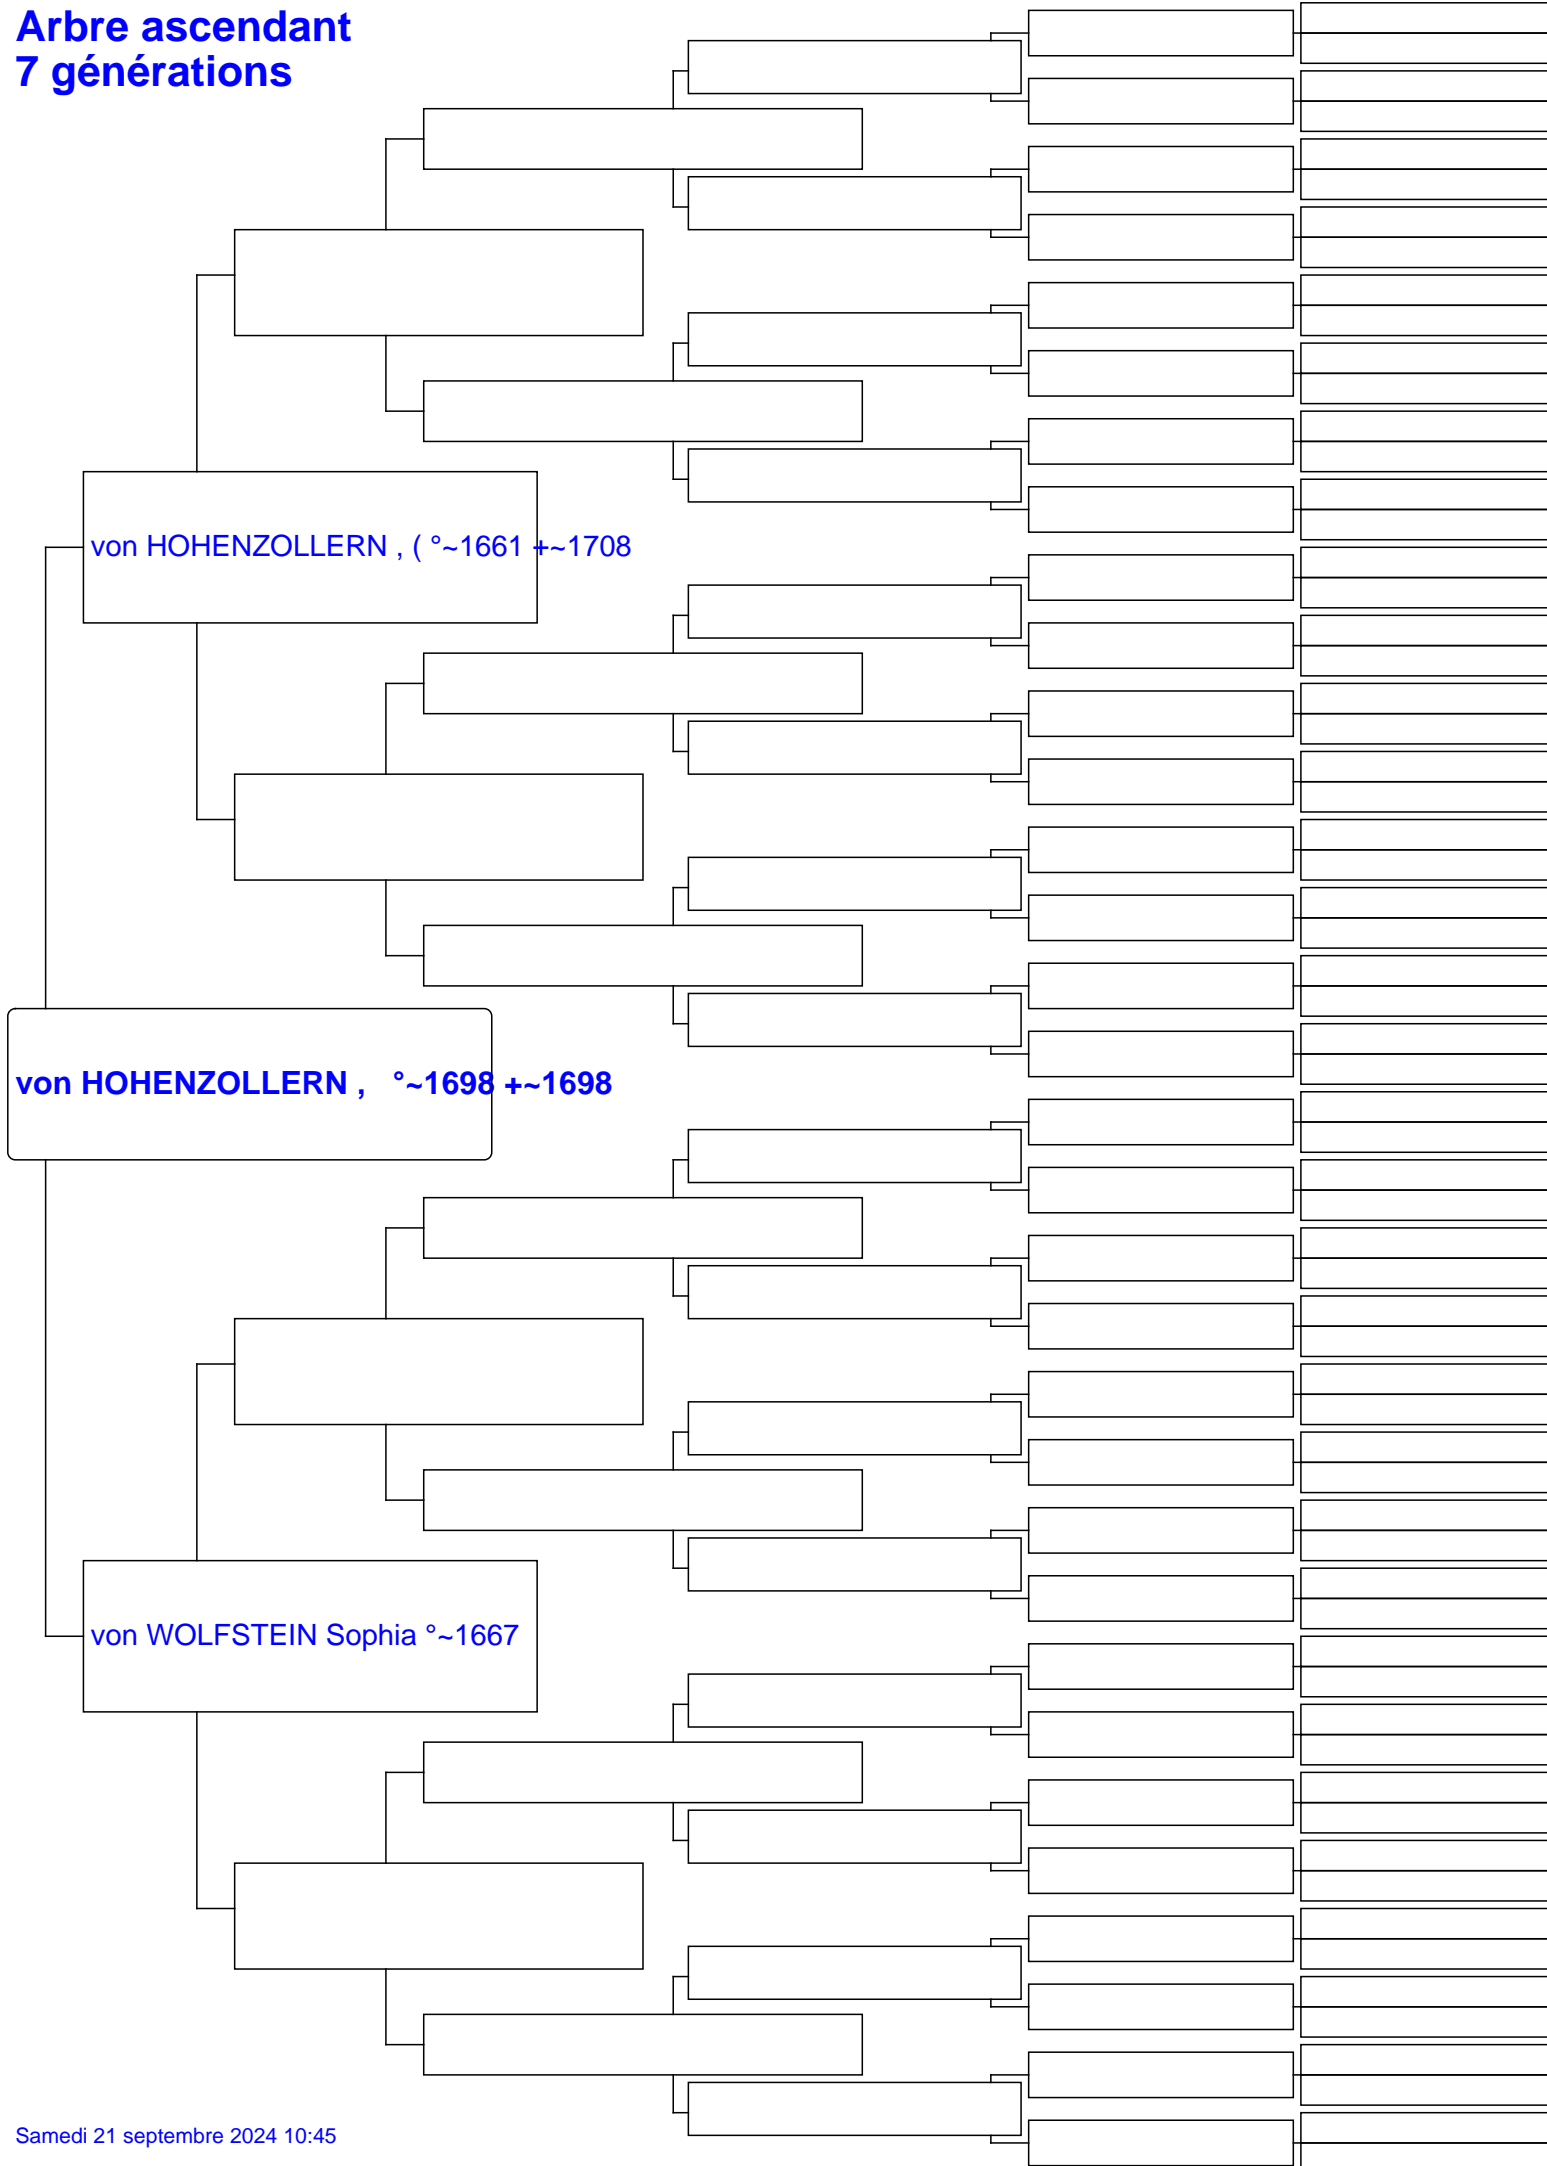 Arbre ascendant
7 générations
von HOHENZOLLERN , ( °~1661 +~1708
von HOHENZOLLERN ,   °~1698 +~1698
von WOLFSTEIN Sophia °~1667
Samedi 21 septembre 2024 10:45